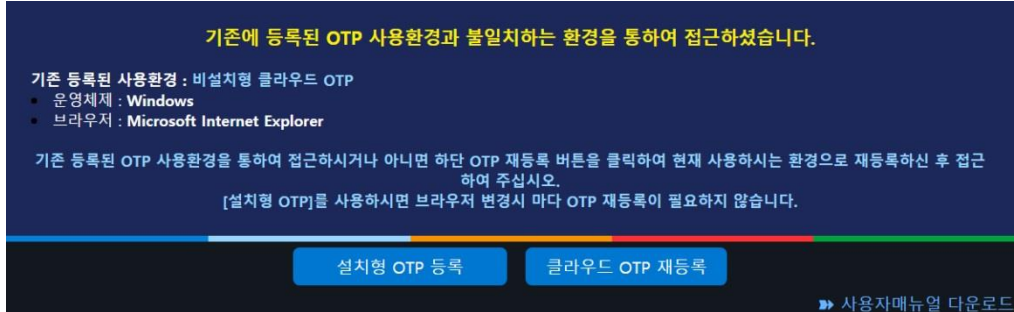 기존에 등록된 OTP 사용환경과 불일치하는 환경을 통하여 접근하셨습니다.
기존 등록된 사용환경 : 비설치형 클라우드 OTP
• 운영체제 : Windows
• 브라우저 : Microsoft Internet Explorer
기존 등록된 OTP 사용환경을 통하여 접근하시거나 아니면 하단 OTP 재등록 버튼을 클릭하여 현재 사용하시는 환경으로 재등록하신 후 접근
하여 주십시오.
[설치형 OTP]를 사용하시면 브라우저 변경시 마다 OTP 재등록이 필요하지 않습니다.
설치형 OTP 등록 클라우드 OTP 재등록
사용자매뉴얼 다운로드